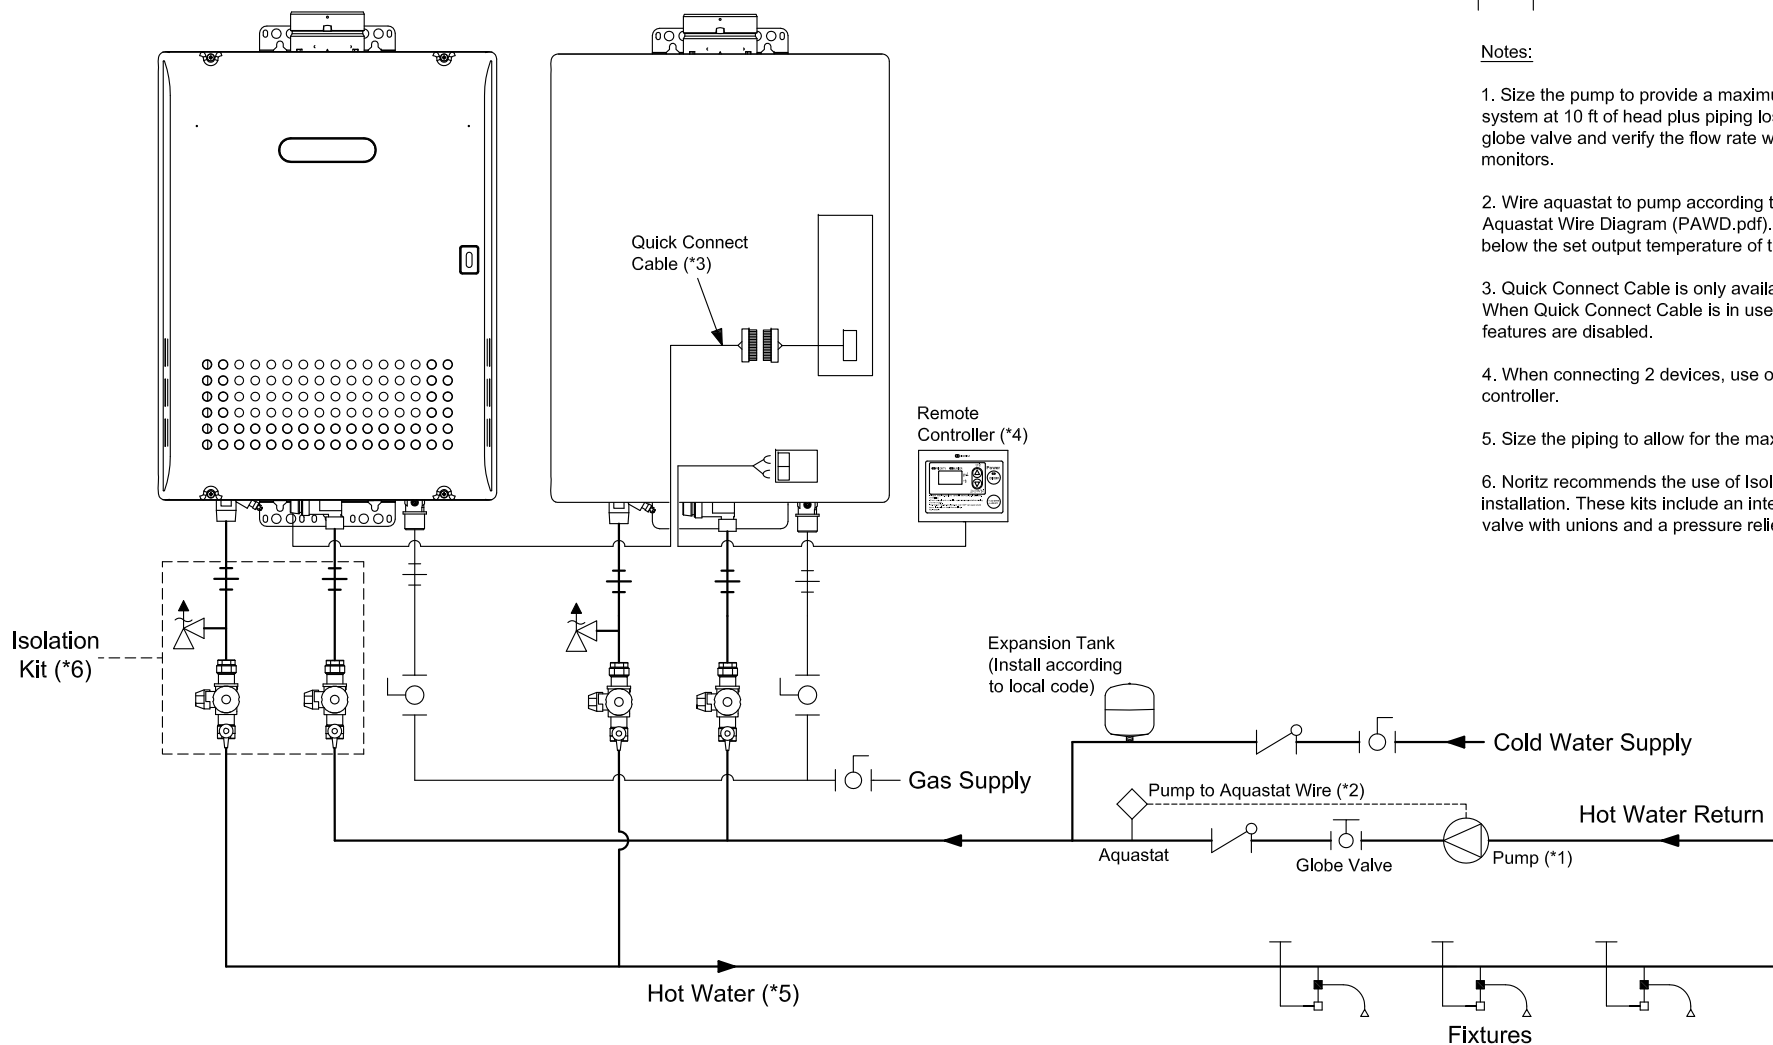 Notes:
1. Size the pump to provide a maximu
system at 10 ft of head plus piping los
globe valve and verify the flow rate w
monitors.
2. Wire aquastat to pump according t
Aquastat Wire Diagram (PAWD.pdf).
below the set output temperature of t
3. Quick Connect Cable is only availa
When Quick Connect Cable is in use
features are disabled.
4. When connecting 2 devices, use o
controller.
5. Size the piping to allow for the max
6. Noritz recommends the use of Isol
installation. These kits include an inte
valve with unions and a pressure relie
Quick Connect
Cable (*3)
Remote
Controller (*4)
Isolation
Kit (*6)
Expansion Tank
(Install according
to local code)
Cold Water Supply
Gas Supply
Pump to Aquastat Wire (*2)
Hot Water Return
Aquastat
Globe Valve
Pump (*1)
Hot Water (*5)
Fixtures